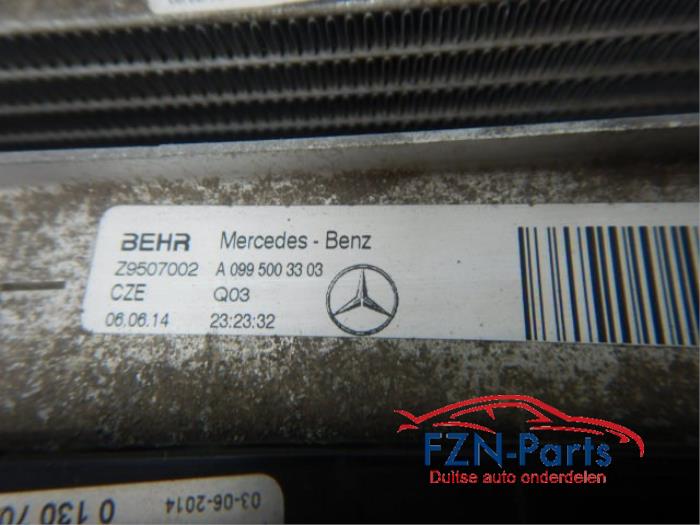 BEHR Mercedes - Benz
Z9507002 A 099 500 33 03
CZE Q03
06.06.14 23:23:32
FZN-Parts
Duitse auto onderdelen
03-06-2014
0 130 70